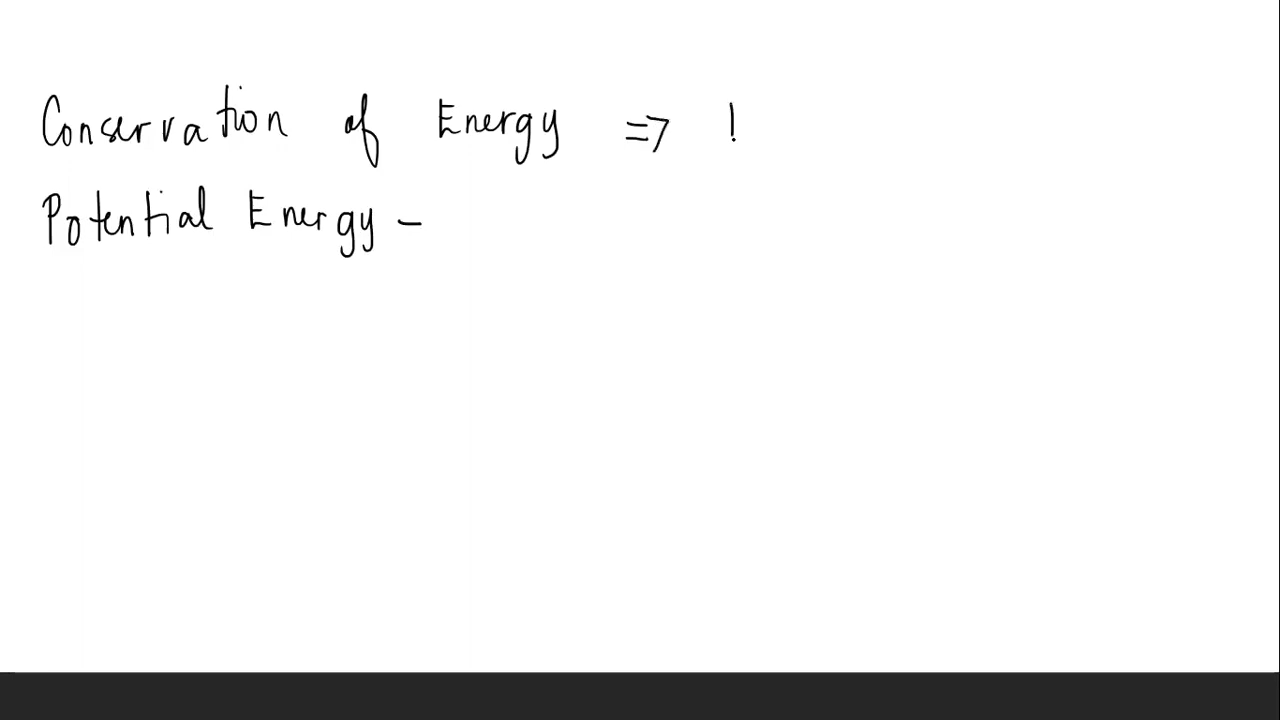 Conservation of Energy => !
Potential Energy -